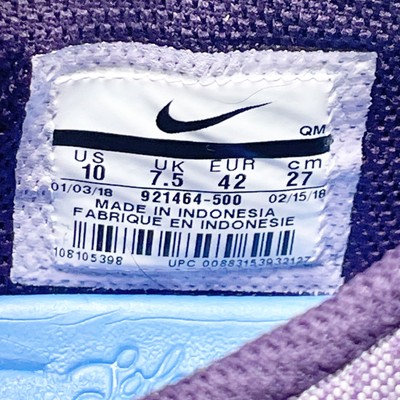 QM
US UK EUR cm
10 7.5 42 27
01/03/18 921464-500 02/15/18
MADE IN INDONESIA
FABRIQUE EN INDONESIE
108105398 UPC 00883153932127